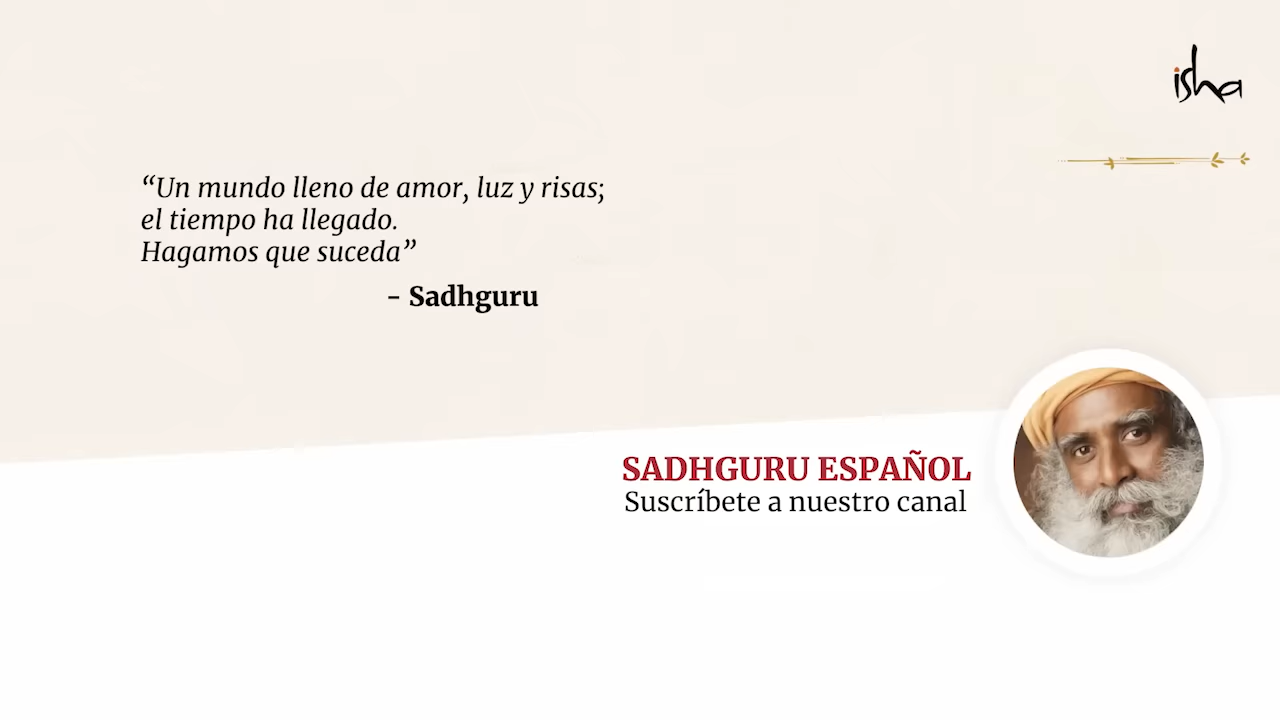 isha
“Un mundo lleno de amor, luz y risas;
el tiempo ha llegado.
Hagamos que suceda”
- Sadhguru
SADHGURU ESPAÑOL
Suscríbete a nuestro canal